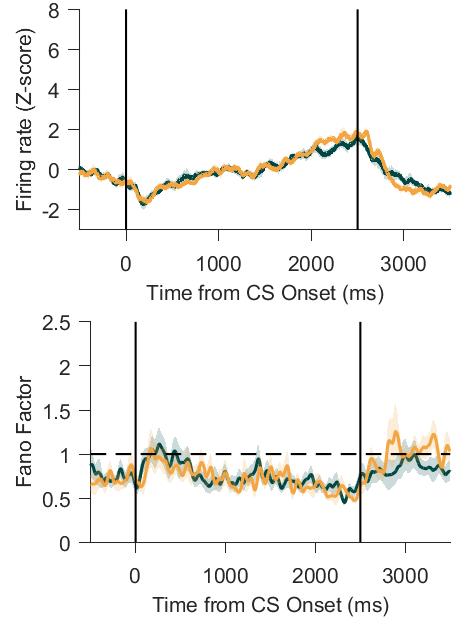 Firing rate (Z-score)
8
6
4
2
0
-2
0 1000 2000 3000
Time from CS Onset (ms)
Fano Factor
2.5
2
1.5
1
0.5
0
0 1000 2000 3000
Time from CS Onset (ms)